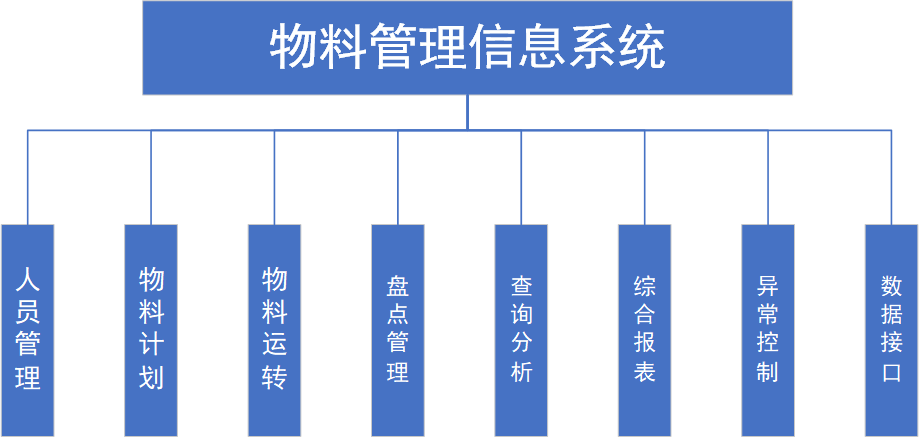 物料管理信息系统
人员管理
物料计划
物料运转
盘点管理
查询分析
综合报表
异常控制
数据接口